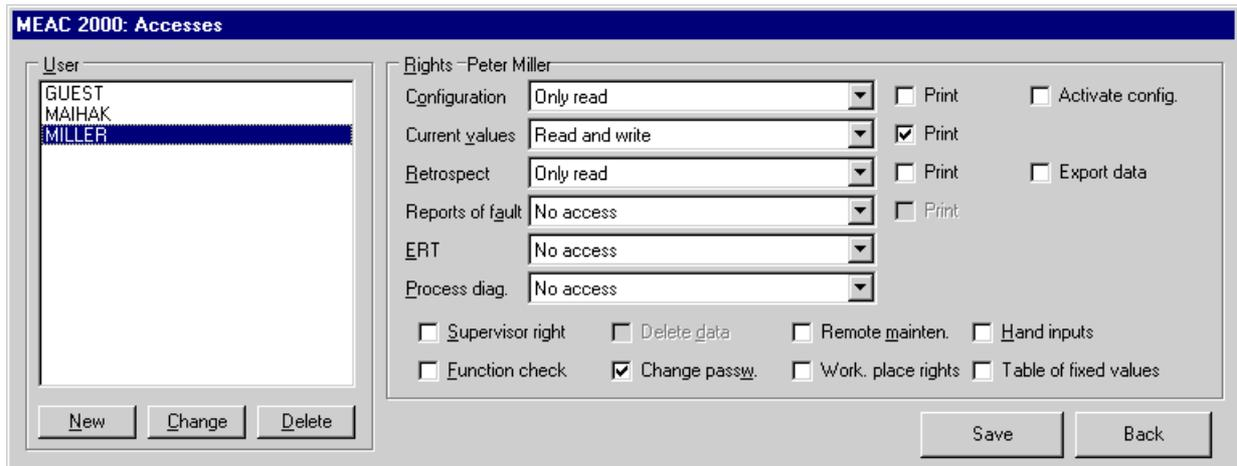 MEAC 2000: Accesses
User
GUEST
MAIHAK
MILLER
New Change Delete
Rights - Peter Miller
Configuration Only read Print Activate config.
Current values Read and write Print
Retrospect Only read Print Export data
Reports of fault No access Print
ERT No access
Process diag. No access
Supervisor right Delete data Remote mainten. Hand inputs
Function check Change passw. Work. place rights Table of fixed values
Save Back